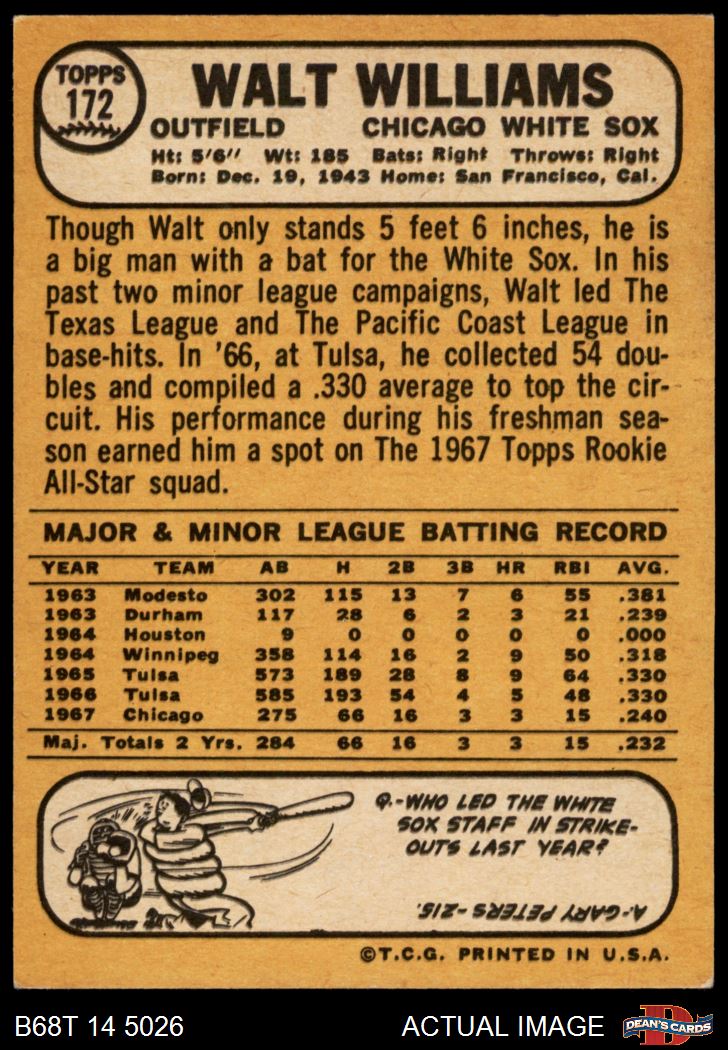 TOPPS
172
WALT WILLIAMS
OUTFIELD CHICAGO WHITE SOX
Ht: 5'6" Wt: 185 Bats: Right Throws: Right
Born: Dec. 19, 1943 Home: San Francisco, Cal.
Though Walt only stands 5 feet 6 inches, he is
a big man with a bat for the White Sox. In his
past two minor league campaigns, Walt led The
Texas League and The Pacific Coast League in
base-hits. In '66, at Tulsa, he collected 54 dou-
bles and compiled a .330 average to top the cir-
cuit. His performance during his freshman sea-
son earned him a spot on The 1967 Topps Rookie
All-Star squad.
MAJOR & MINOR LEAGUE BATTING RECORD
YEAR TEAM AB H 2B 3B HR RBI AVG.
1963 Modesto 302 115 13 7 6 55 .381
1963 Durham 117 28 6 2 3 21 .239
1964 Houston 9 0 0 0 0 0 .000
1964 Winnipeg 358 114 16 2 9 50 .318
1965 Tulsa 573 189 28 8 9 64 .330
1966 Tulsa 585 193 54 4 5 48 .330
1967 Chicago 275 66 16 3 3 15 .240
Maj. Totals 2 Yrs. 284 66 16 3 3 15 .232
Q.-WHO LED THE WHITE
SOX STAFF IN STRIKE-
OUTS LAST YEAR?
A.-GARY PETERS-215.
©T.C.G. PRINTED IN U.S.A.
B68T 14 5026 ACTUAL IMAGE
D
DEAN'S CARDS